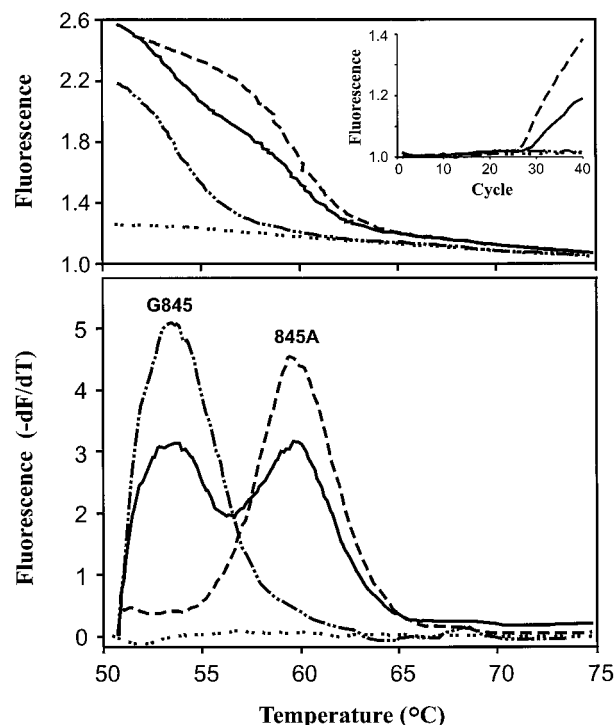 2.6
2.2
1.8
1.4
1.0
Fluorescence
1.4
1.2
1.0
Fluorescence
0 10 20 30 40
Cycle
G845
845A
5
4
3
2
1
0
Fluorescence (-dF/dT)
50 55 60 65 70 75
Temperature (°C)